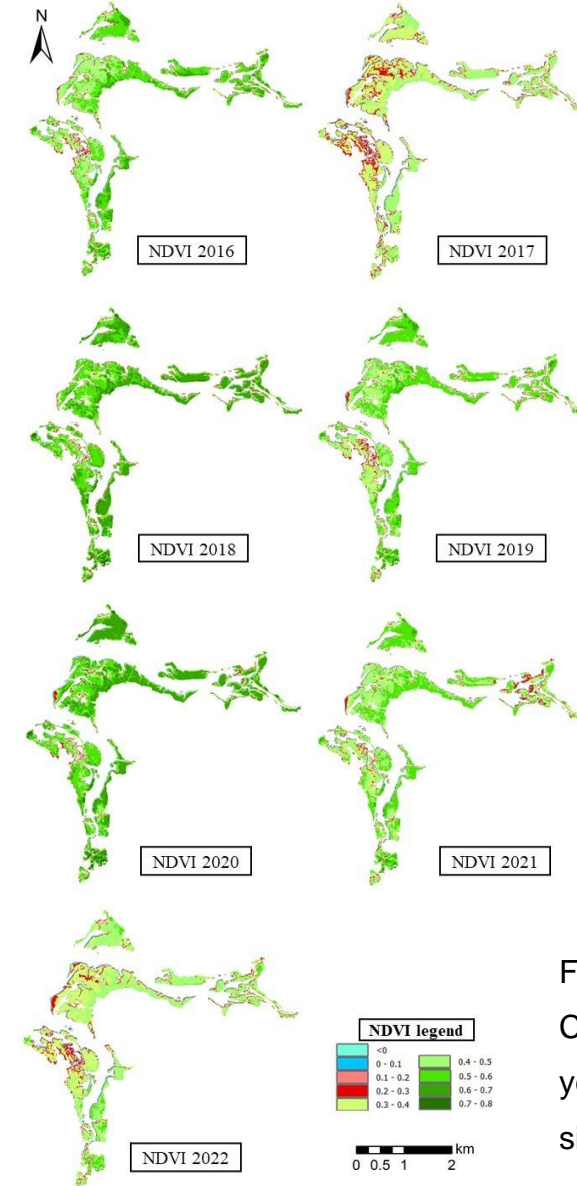 N
NDVI 2016
NDVI 2017
NDVI 2018
NDVI 2019
NDVI 2020
NDVI 2021
NDVI 2022
NDVI legend
<0
0 - 0.1
0.1 - 0.2
0.2 - 0.3
0.3 - 0.4
0.4 - 0.5
0.5 - 0.6
0.6 - 0.7
0.7 - 0.8
km
0 0.5 1 2